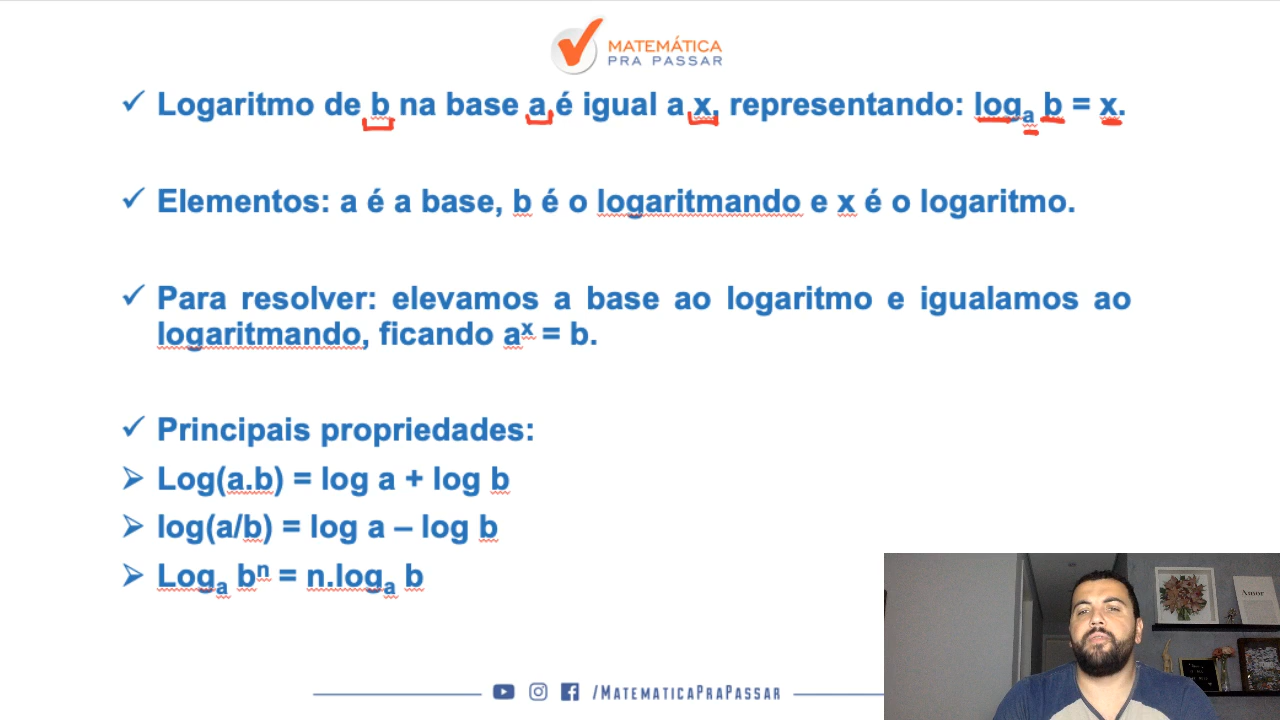 MATEMÁTICA
PRA PASSAR
Logaritmo de b na base a é igual a x, representando: logₐ b = x.
Elementos: a é a base, b é o logaritmando e x é o logaritmo.
Para resolver: elevamos a base ao logaritmo e igualamos ao
logaritmando, ficando aˣ = b.
Principais propriedades:
Log(a.b) = log a + log b
log(a/b) = log a – log b
Logₐ bⁿ = n.logₐ b
Amor
/MATEMATICAPRAPASSAR